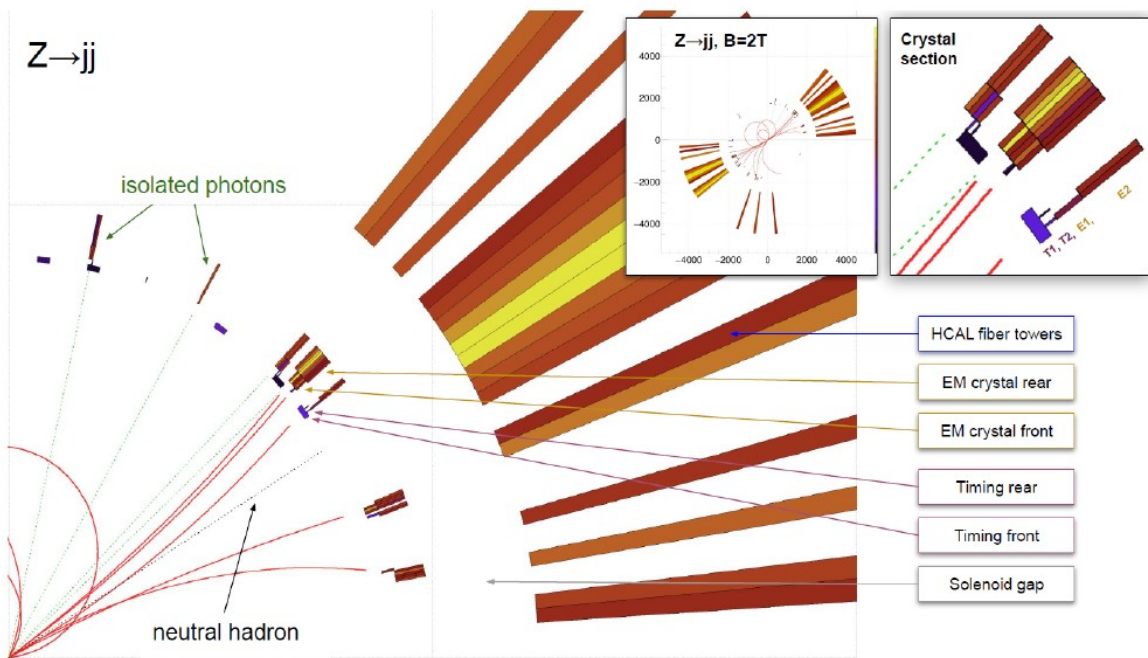 Z→jj
isolated photons
neutral hadron
Z→jj, B=2T
4000
2000
0
−2000
−4000
−4000 −2000 0 2000 4000
Crystal
section
T1, T2, E1, E2
HCAL fiber towers
EM crystal rear
EM crystal front
Timing rear
Timing front
Solenoid gap